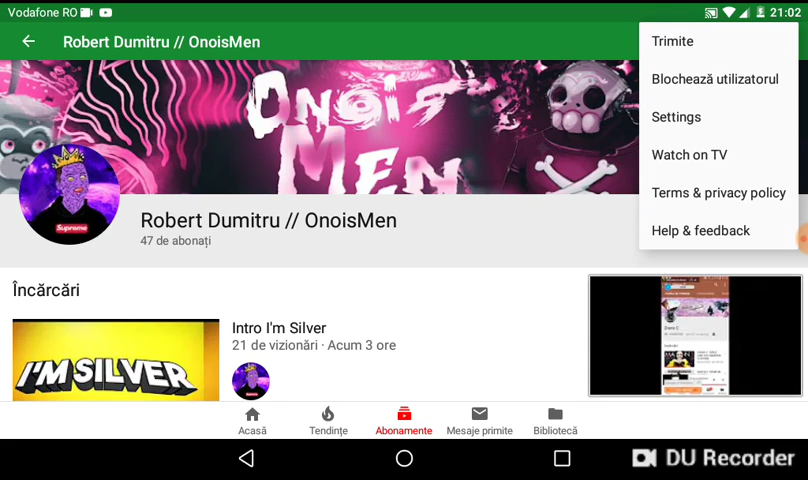 Vodafone RO
21:02
Robert Dumitru // OnoisMen
Trimite
Blochează utilizatorul
Settings
Watch on TV
Terms & privacy policy
Help & feedback
Onois
Men
Supreme
Robert Dumitru // OnoisMen
47 de abonați
Încărcări
I'M SILVER
Intro I'm Silver
21 de vizionări · Acum 3 ore
Acasă
Tendințe
Abonamente
Mesaje primite
Bibliotecă
DU Recorder